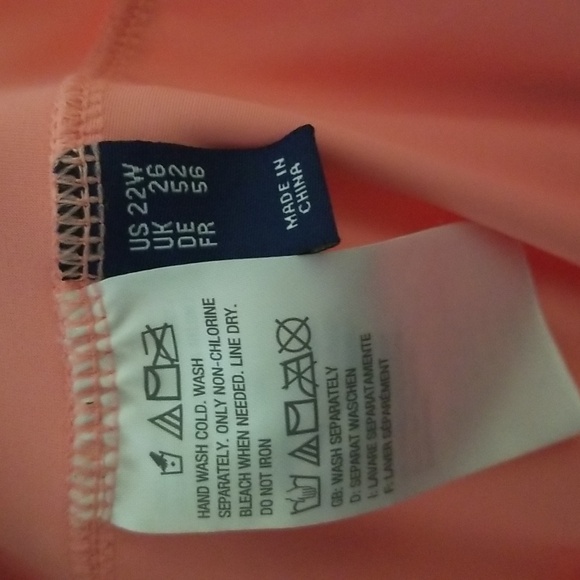 US 22W
UK 26
DE 52
FR 56
MADE IN
CHINA
HAND WASH COLD. WASH
SEPARATELY. ONLY NON-CHLORINE
BLEACH WHEN NEEDED. LINE DRY.
DO NOT IRON
GB: WASH SEPARATELY
D: SEPARAT WASCHEN
I: LAVARE SEPARATAMENTE
F: LAVER SÉPARÉMENT